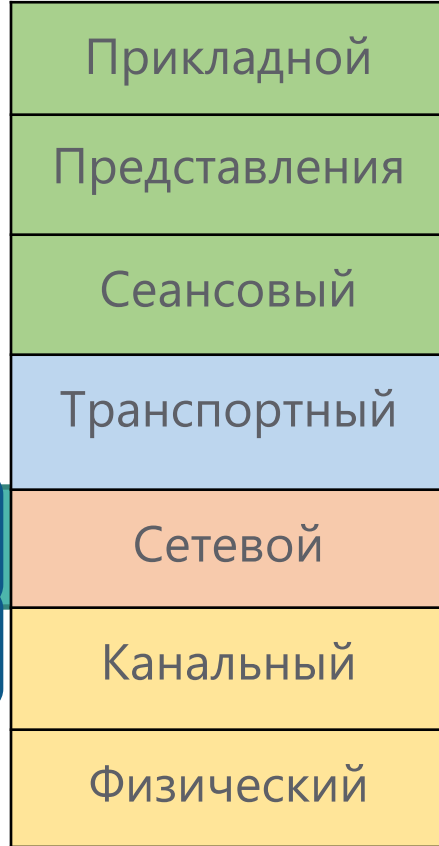 Прикладной
Представления
Сеансовый
Транспортный
Сетевой
Канальный
Физический